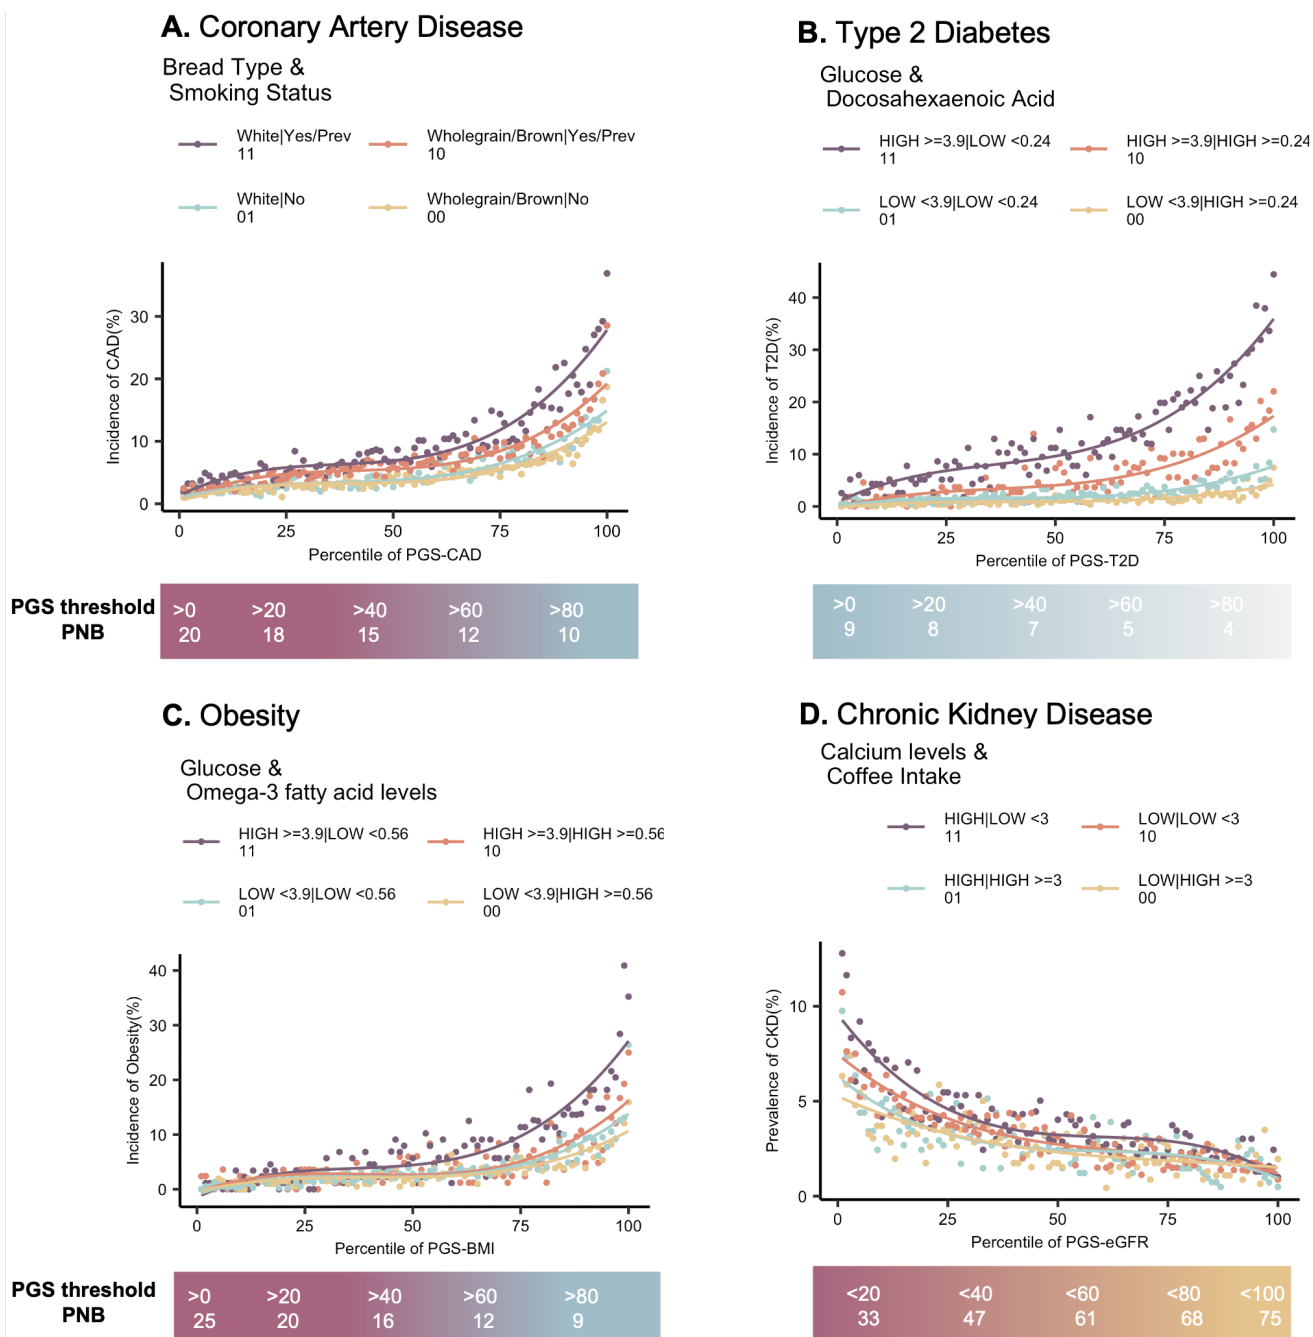 A. Coronary Artery Disease
Bread Type &
Smoking Status
White|Yes/Prev
11
Wholegrain/Brown|Yes/Prev
10
White|No
01
Wholegrain/Brown|No
00
Incidence of CAD(%)
30
20
10
0
0 25 50 75 100
Percentile of PGS-CAD
PGS threshold
PNB
>0 >20 >40 >60 >80
20 18 15 12 10
B. Type 2 Diabetes
Glucose &
Docosahexaenoic Acid
HIGH >=3.9|LOW <0.24
11
HIGH >=3.9|HIGH >=0.24
10
LOW <3.9|LOW <0.24
01
LOW <3.9|HIGH >=0.24
00
Incidence of T2D(%)
40
30
20
10
0
0 25 50 75 100
Percentile of PGS-T2D
>0 >20 >40 >60 >80
9 8 7 5 4
C. Obesity
Glucose &
Omega-3 fatty acid levels
HIGH >=3.9|LOW <0.56
11
HIGH >=3.9|HIGH >=0.56
10
LOW <3.9|LOW <0.56
01
LOW <3.9|HIGH >=0.56
00
Incidence of Obesity(%)
40
30
20
10
0
0 25 50 75 100
Percentile of PGS-BMI
PGS threshold
PNB
>0 >20 >40 >60 >80
25 20 16 12 9
D. Chronic Kidney Disease
Calcium levels &
Coffee Intake
HIGH|LOW <3
11
LOW|LOW <3
10
HIGH|HIGH >=3
01
LOW|HIGH >=3
00
Prevalence of CKD(%)
10
5
0
0 25 50 75 100
Percentile of PGS-eGFR
<20 <40 <60 <80 <100
33 47 61 68 75